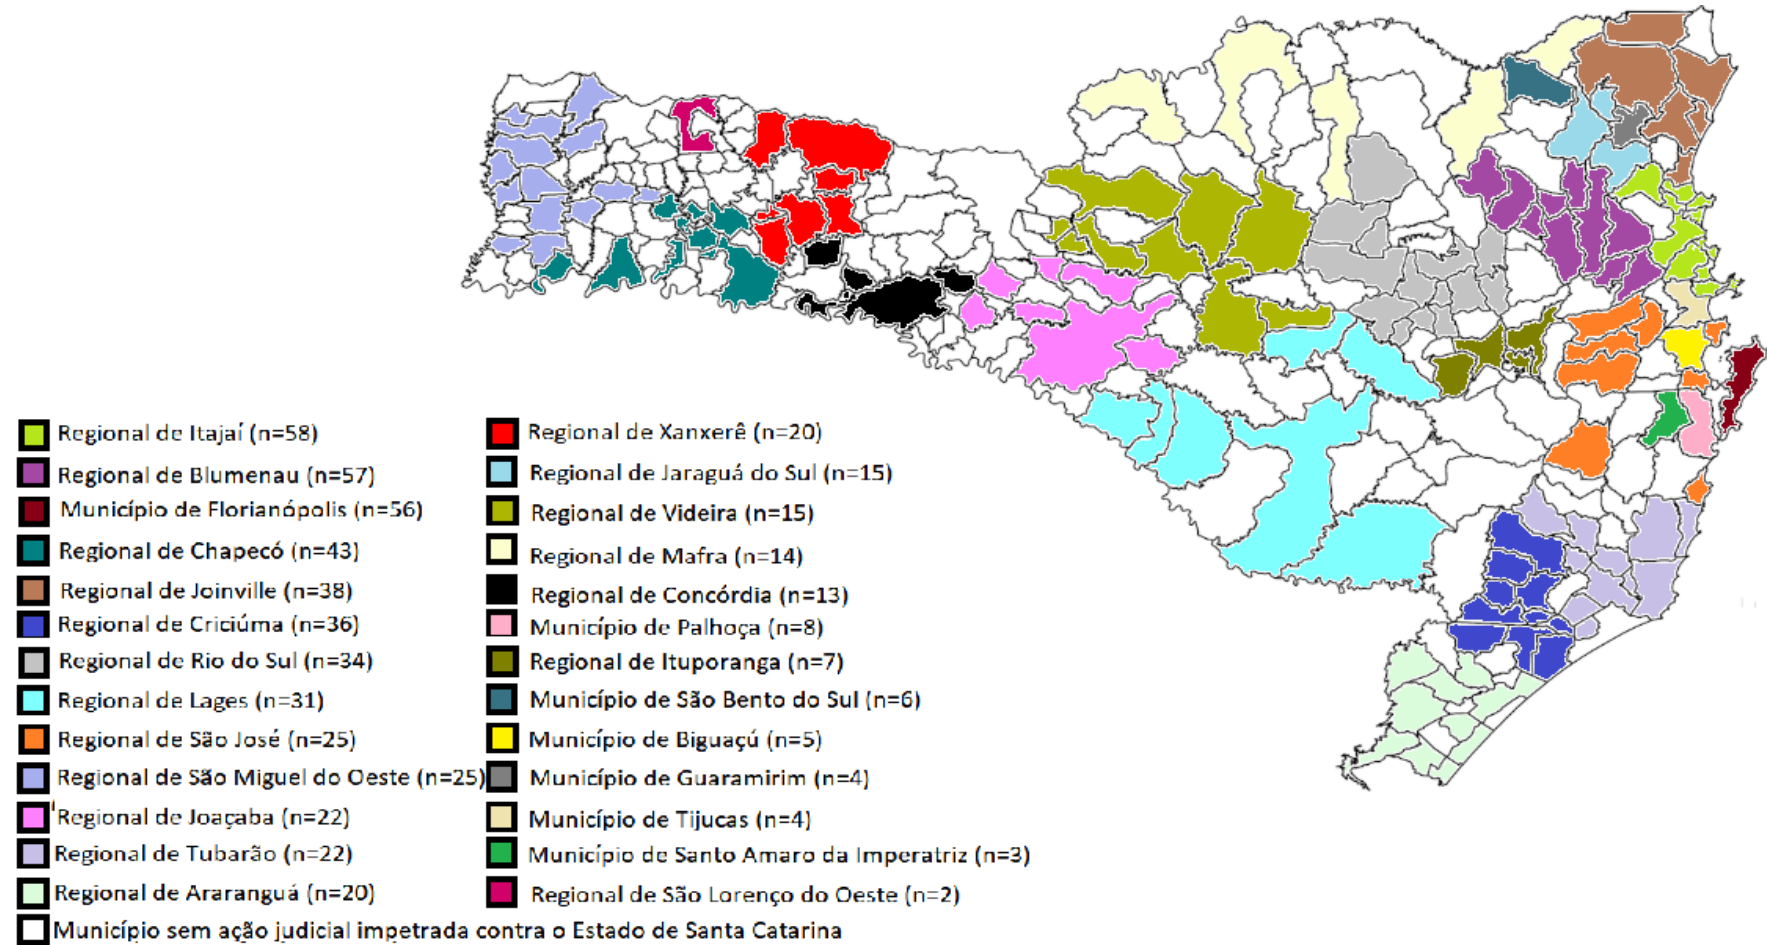 Regional de Itajaí (n=58)
Regional de Blumenau (n=57)
Município de Florianópolis (n=56)
Regional de Chapecó (n=43)
Regional de Joinville (n=38)
Regional de Criciúma (n=36)
Regional de Rio do Sul (n=34)
Regional de Lages (n=31)
Regional de São José (n=25)
Regional de São Miguel do Oeste (n=25)
Regional de Joaçaba (n=22)
Regional de Tubarão (n=22)
Regional de Araranguá (n=20)
Município sem ação judicial impetrada contra o Estado de Santa Catarina
Regional de Xanxerê (n=20)
Regional de Jaraguá do Sul (n=15)
Regional de Videira (n=15)
Regional de Mafra (n=14)
Regional de Concórdia (n=13)
Município de Palhoça (n=8)
Regional de Ituporanga (n=7)
Município de São Bento do Sul (n=6)
Município de Biguaçú (n=5)
Município de Guaramirim (n=4)
Município de Tijucas (n=4)
Município de Santo Amaro da Imperatriz (n=3)
Regional de São Lorenço do Oeste (n=2)